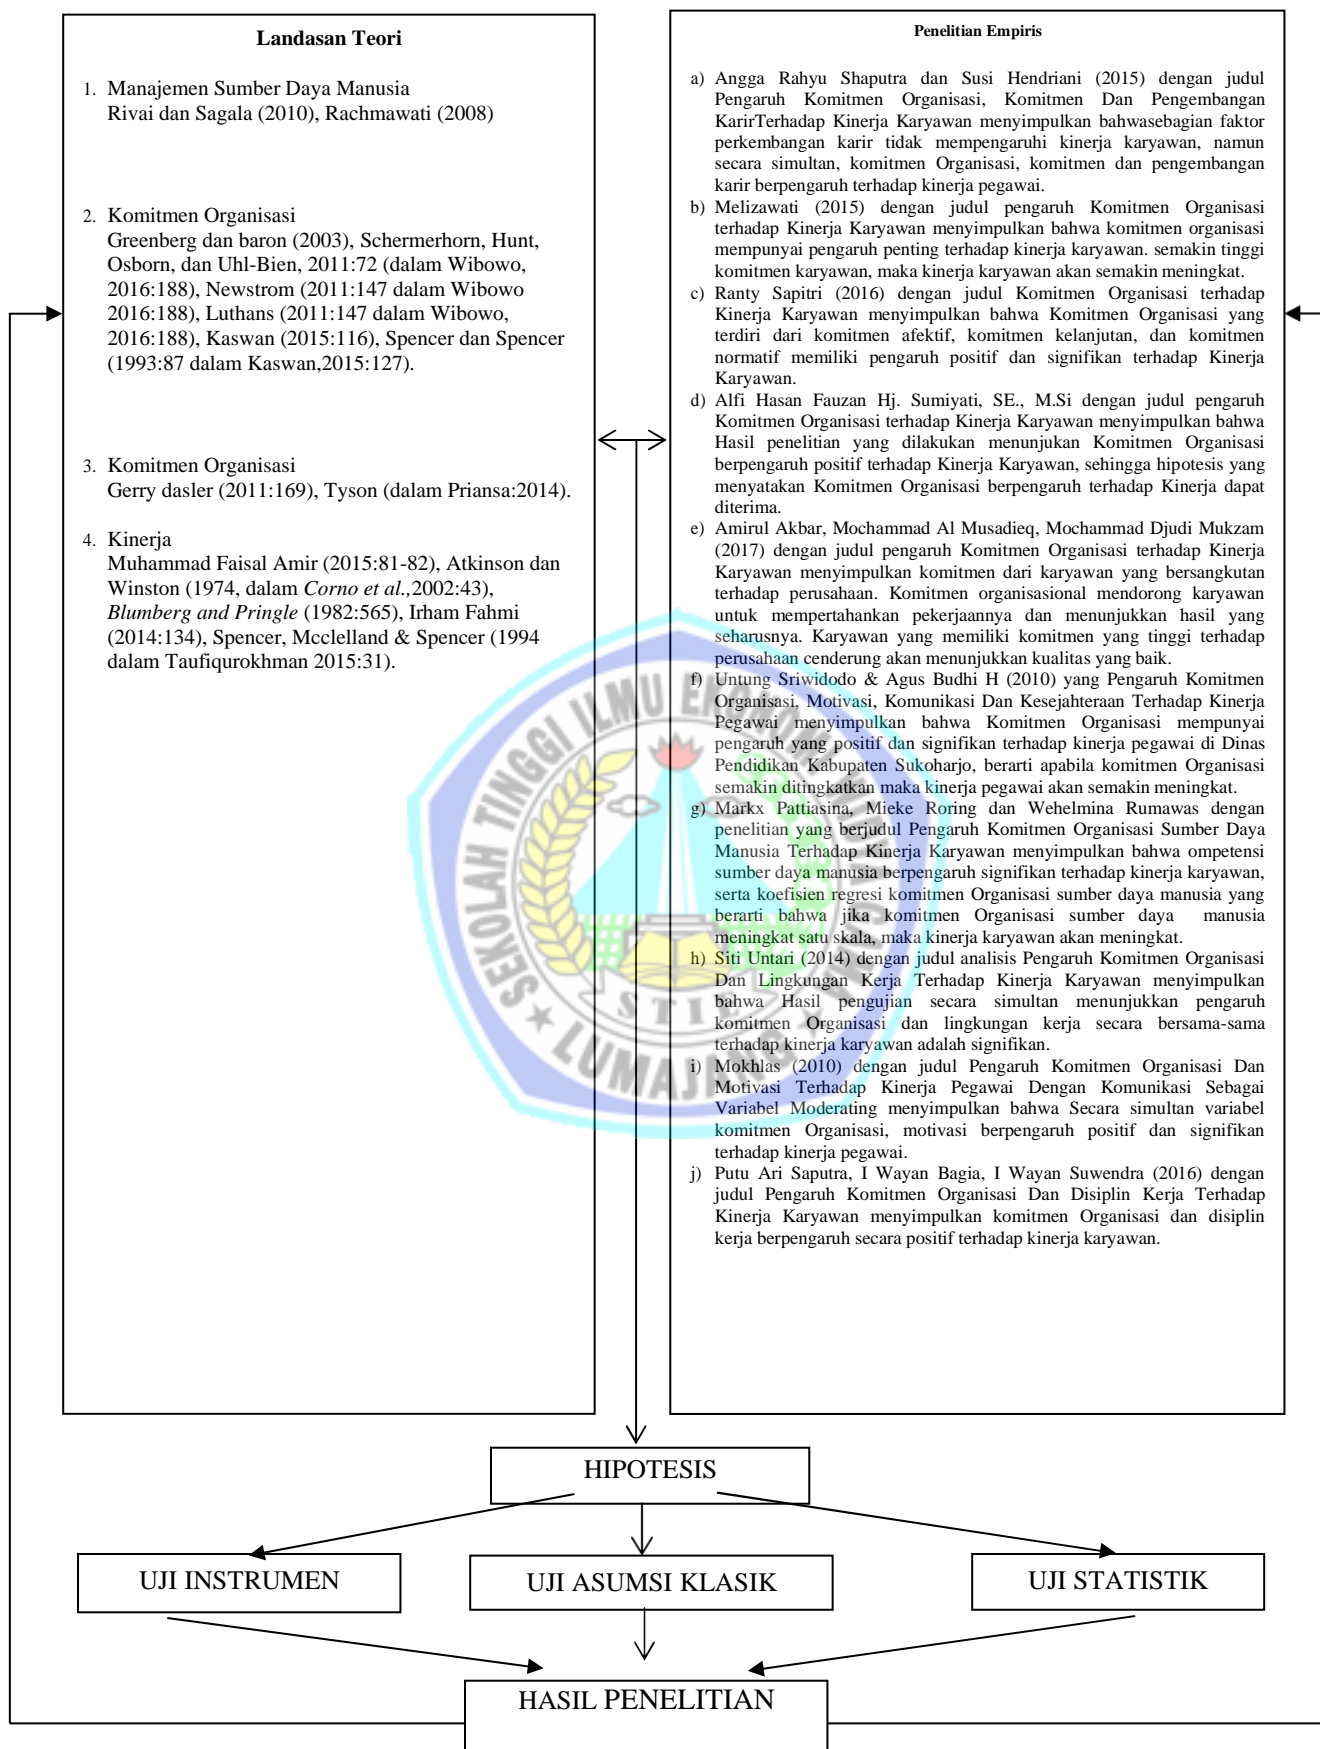 Landasan Teori
1. Manajemen Sumber Daya Manusia
Rivai dan Sagala (2010), Rachmawati (2008)
2. Komitmen Organisasi
Greenberg dan baron (2003), Schermerhorn, Hunt,
Osborn, dan Uhl-Bien, 2011:72 (dalam Wibowo,
2016:188), Newstrom (2011:147 dalam Wibowo
2016:188), Luthans (2011:147 dalam Wibowo,
2016:188), Kaswan (2015:116), Spencer dan Spencer
(1993:87 dalam Kaswan,2015:127).
3. Komitmen Organisasi
Gerry dasler (2011:169), Tyson (dalam Priansa:2014).
4. Kinerja
Muhammad Faisal Amir (2015:81-82), Atkinson dan
Winston (1974, dalam Corno et al.,2002:43),
Blumberg and Pringle (1982:565), Irham Fahmi
(2014:134), Spencer, Mcclelland & Spencer (1994
dalam Taufiqurokhman 2015:31).
Penelitian Empiris
a) Angga Rahyu Shaputra dan Susi Hendriani (2015) dengan judul
Pengaruh Komitmen Organisasi, Komitmen Dan Pengembangan
KarirTerhadap Kinerja Karyawan menyimpulkan bahwasebagian faktor
perkembangan karir tidak mempengaruhi kinerja karyawan, namun
secara simultan, komitmen Organisasi, komitmen dan pengembangan
karir berpengaruh terhadap kinerja pegawai.
b) Melizawati (2015) dengan judul pengaruh Komitmen Organisasi
terhadap Kinerja Karyawan menyimpulkan bahwa komitmen organisasi
mempunyai pengaruh penting terhadap kinerja karyawan. semakin tinggi
komitmen karyawan, maka kinerja karyawan akan semakin meningkat.
c) Ranty Sapitri (2016) dengan judul Komitmen Organisasi terhadap
Kinerja Karyawan menyimpulkan bahwa Komitmen Organisasi yang
terdiri dari komitmen afektif, komitmen kelanjutan, dan komitmen
normatif memiliki pengaruh positif dan signifikan terhadap Kinerja
Karyawan.
d) Alfi Hasan Fauzan Hj. Sumiyati, SE., M.Si dengan judul pengaruh
Komitmen Organisasi terhadap Kinerja Karyawan menyimpulkan bahwa
Hasil penelitian yang dilakukan menunjukan Komitmen Organisasi
berpengaruh positif terhadap Kinerja Karyawan, sehingga hipotesis yang
menyatakan Komitmen Organisasi berpengaruh terhadap Kinerja dapat
diterima.
e) Amirul Akbar, Mochammad Al Musadieq, Mochammad Djudi Mukzam
(2017) dengan judul pengaruh Komitmen Organisasi terhadap Kinerja
Karyawan menyimpulkan komitmen dari karyawan yang bersangkutan
terhadap perusahaan. Komitmen organisasional mendorong karyawan
untuk mempertahankan pekerjaannya dan menunjukkan hasil yang
seharusnya. Karyawan yang memiliki komitmen yang tinggi terhadap
perusahaan cenderung akan menunjukkan kualitas yang baik.
f) Untung Sriwidodo & Agus Budhi H (2010) yang Pengaruh Komitmen
Organisasi, Motivasi, Komunikasi Dan Kesejahteraan Terhadap Kinerja
Pegawai menyimpulkan bahwa Komitmen Organisasi mempunyai
pengaruh yang positif dan signifikan terhadap kinerja pegawai di Dinas
Pendidikan Kabupaten Sukoharjo, berarti apabila komitmen Organisasi
semakin ditingkatkan maka kinerja pegawai akan semakin meningkat.
g) Markx Pattiasina, Mieke Roring dan Wehelmina Rumawas dengan
penelitian yang berjudul Pengaruh Komitmen Organisasi Sumber Daya
Manusia Terhadap Kinerja Karyawan menyimpulkan bahwa ompetensi
sumber daya manusia berpengaruh signifikan terhadap kinerja karyawan,
serta koefisien regresi komitmen Organisasi sumber daya manusia yang
berarti bahwa jika komitmen Organisasi sumber daya manusia
meningkat satu skala, maka kinerja karyawan akan meningkat.
h) Siti Untari (2014) dengan judul analisis Pengaruh Komitmen Organisasi
Dan Lingkungan Kerja Terhadap Kinerja Karyawan menyimpulkan
bahwa Hasil pengujian secara simultan menunjukkan pengaruh
komitmen Organisasi dan lingkungan kerja secara bersama-sama
terhadap kinerja karyawan adalah signifikan.
i) Mokhlas (2010) dengan judul Pengaruh Komitmen Organisasi Dan
Motivasi Terhadap Kinerja Pegawai Dengan Komunikasi Sebagai
Variabel Moderating menyimpulkan bahwa Secara simultan variabel
komitmen Organisasi, motivasi berpengaruh positif dan signifikan
terhadap kinerja pegawai.
j) Putu Ari Saputra, I Wayan Bagia, I Wayan Suwendra (2016) dengan
judul Pengaruh Komitmen Organisasi Dan Disiplin Kerja Terhadap
Kinerja Karyawan menyimpulkan komitmen Organisasi dan disiplin
kerja berpengaruh secara positif terhadap kinerja karyawan.
SEKOLAH TINGGI ILMU EKONOMI WIDYA GAMA
STIE
LUMAJANG
HIPOTESIS
UJI INSTRUMEN
UJI ASUMSI KLASIK
UJI STATISTIK
HASIL PENELITIAN